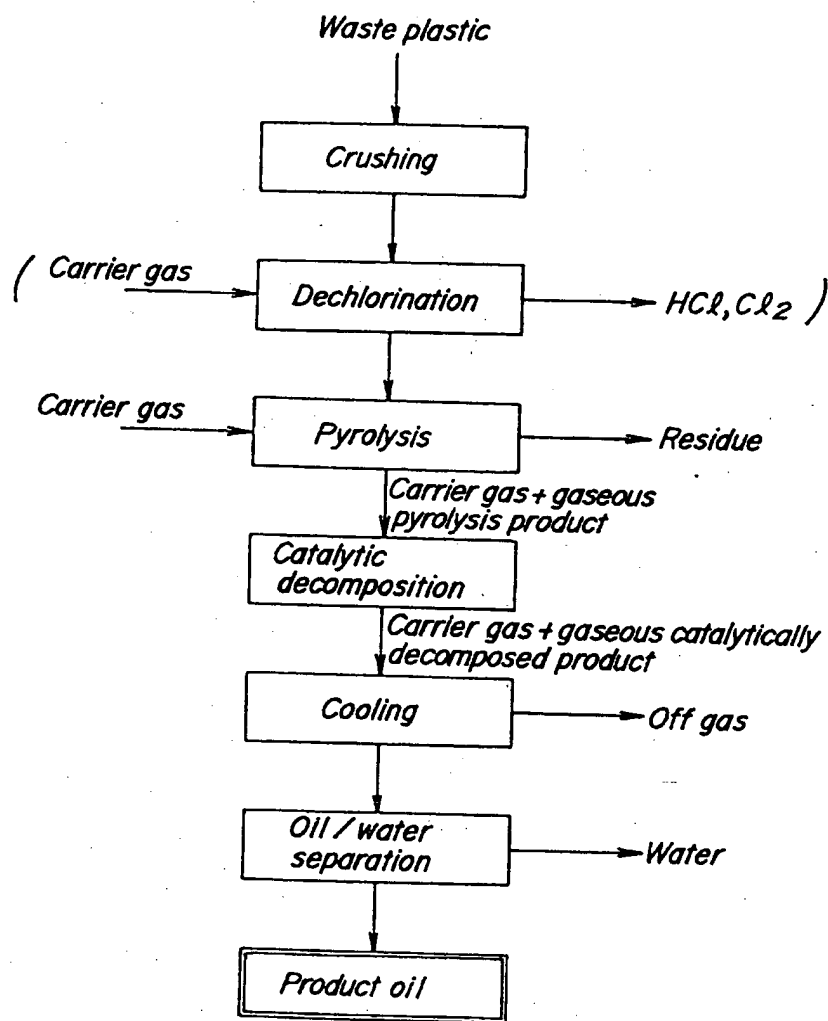 Waste plastic
Crushing
( Carrier gas
Dechlorination
HCl, Cl2 )
Carrier gas
Pyrolysis
Residue
Carrier gas + gaseous
pyrolysis product
Catalytic
decomposition
Carrier gas + gaseous catalytically
decomposed product
Cooling
Off gas
Oil / water
separation
Water
Product oil